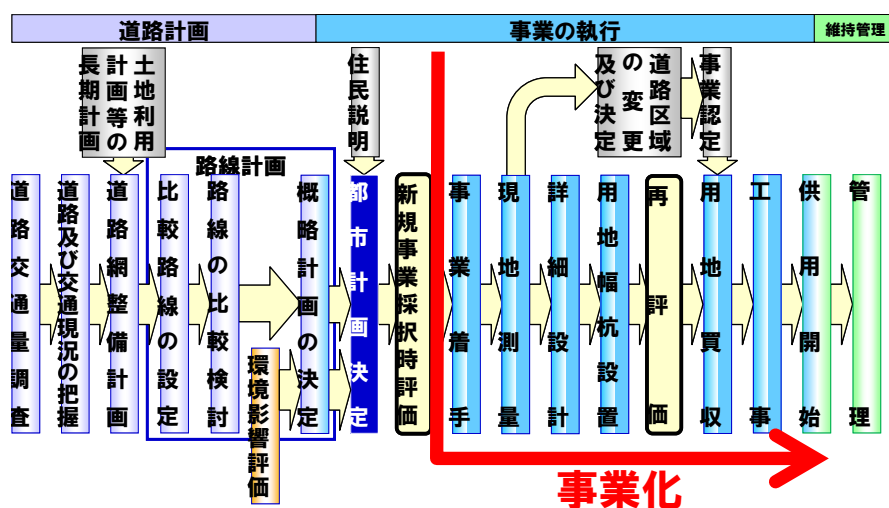 道路計画
事業の執行
維持管理
土地利用
計画等の
長期計画
住民説明
道路区域
の変更
及び決定
事業認定
路線計画
道路交通量調査
道路及び交通現況の把握
道路網整備計画
比較路線の設定
路線の比較検討
環境影響評価
概略計画の決定
都市計画決定
新規事業採択時評価
事業着手
現地測量
詳細設計
用地幅杭設置
再評価
用地買収
工事
供用開始
管理
事業化